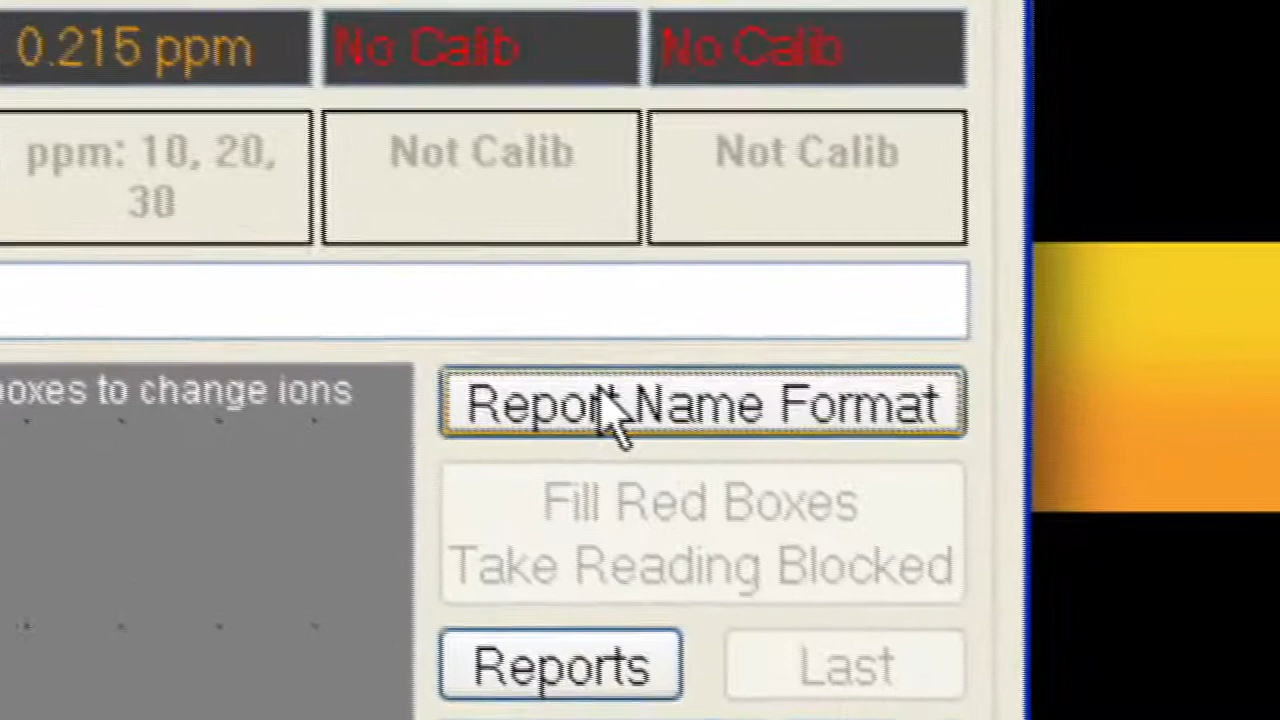 0.215 ppm No Calib No Calib
ppm: 10, 20,
30
Not Calib Not Calib
boxes to change ions
Report Name Format
Fill Red Boxes
Take Reading Blocked
Reports Last